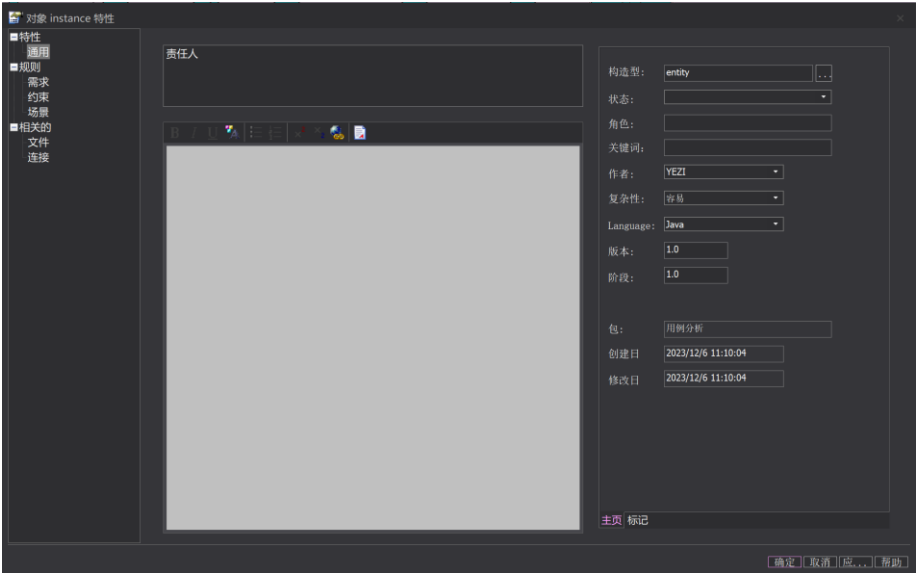 对象 instance 特性
特性
通用
规则
需求
约束
场景
相关的
文件
连接
责任人
B I U
构造型: entity ...
状态:
角色:
关键词:
作者: YEZI
复杂性: 容易
Language: Java
版本: 1.0
阶段: 1.0
包: 用例分析
创建日 2023/12/6 11:10:04
修改日 2023/12/6 11:10:04
主页 标记
确定 取消 应... 帮助